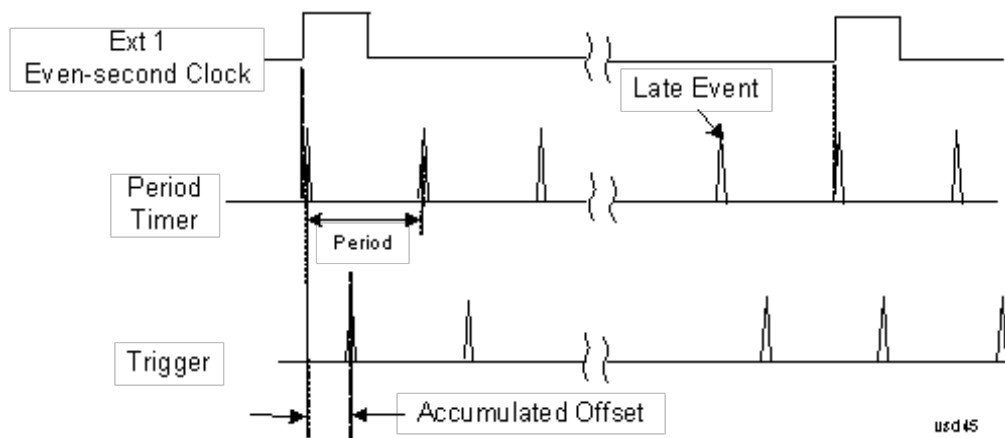 Ext 1
Even-second Clock
Late Event
Period
Timer
Period
Trigger
Accumulated Offset
usd45